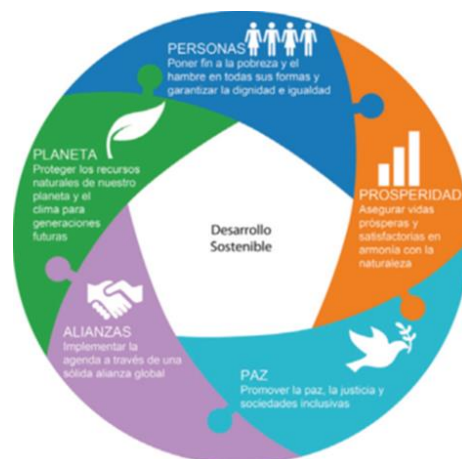 PERSONAS
Poner fin a la pobreza y el
hambre en todas sus formas y
garantizar la dignidad e igualdad
PROSPERIDAD
Asegurar vidas
prósperas y
satisfactorias en
armonía con la
naturaleza
PAZ
Promover la paz, la justicia y
sociedades inclusivas
ALIANZAS
Implementar la
agenda a través de una
sólida alianza global
PLANETA
Proteger los recursos
naturales de nuestro
planeta y el
clima para
generaciones
futuras
Desarrollo
Sostenible